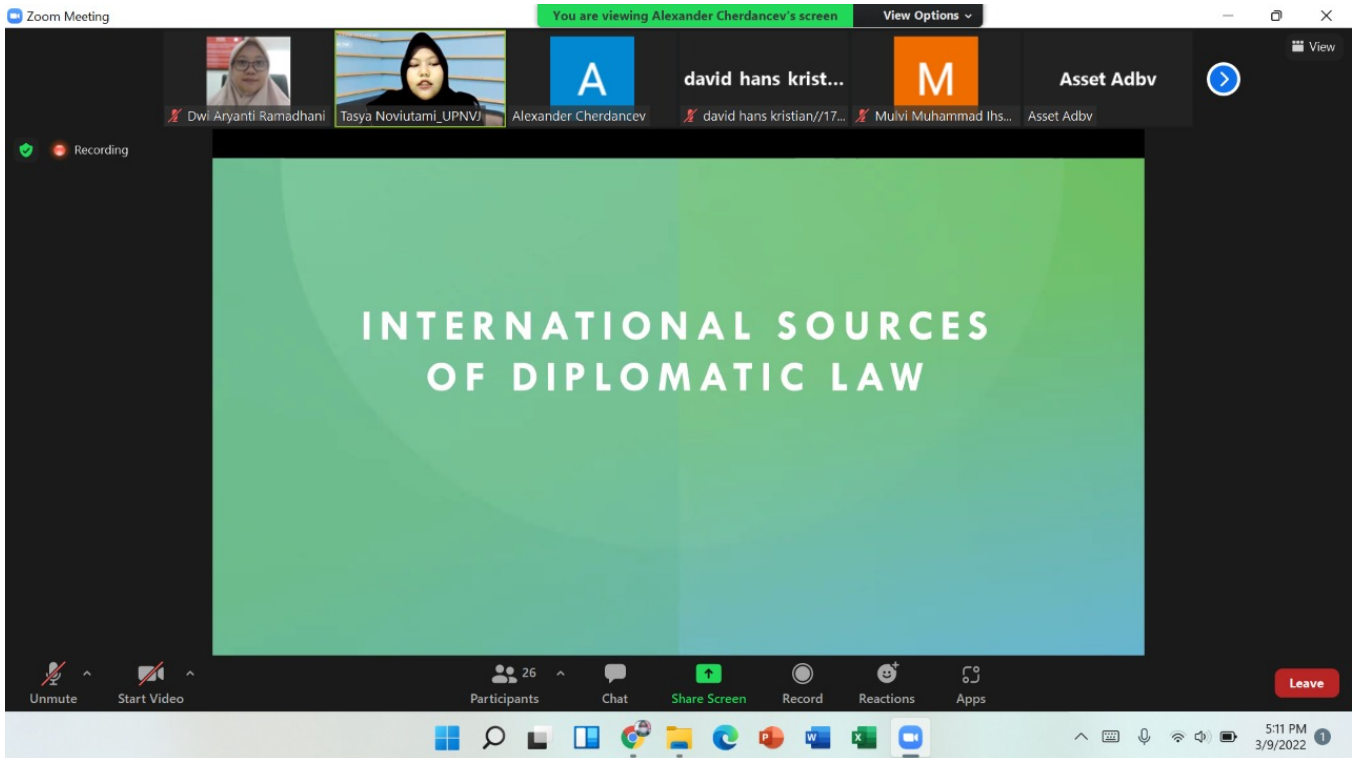 Zoom Meeting
You are viewing Alexander Cherdancev's screen
View Options
View
A
david hans krist...
M
Asset Adbv
Dwi Aryanti Ramadhani
Tasya Noviutami_UPNVJ
Alexander Cherdancev
david hans kristian//17...
Mulvi Muhammad Ihs...
Asset Adbv
Recording
INTERNATIONAL SOURCES
OF DIPLOMATIC LAW
26
Unmute
Start Video
Participants
Chat
Share Screen
Record
Reactions
Apps
Leave
5:11 PM
3/9/2022
1